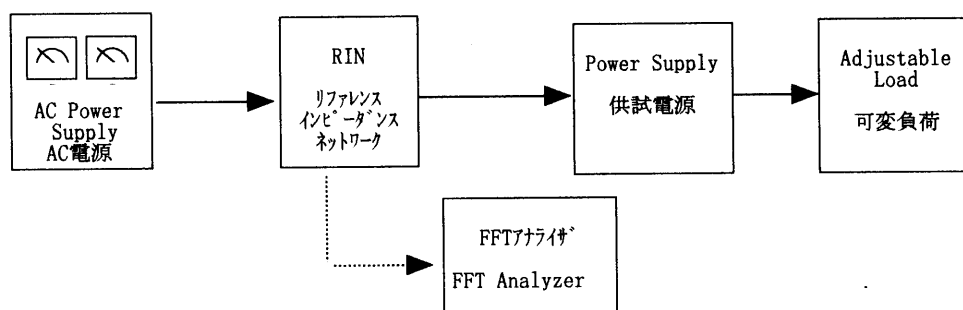 AC Power
Supply
AC電源
RIN
リファレンス
インピーダンス
ネットワーク
Power Supply
供試電源
Adjustable
Load
可変負荷
FFTアナライザ
FFT Analyzer